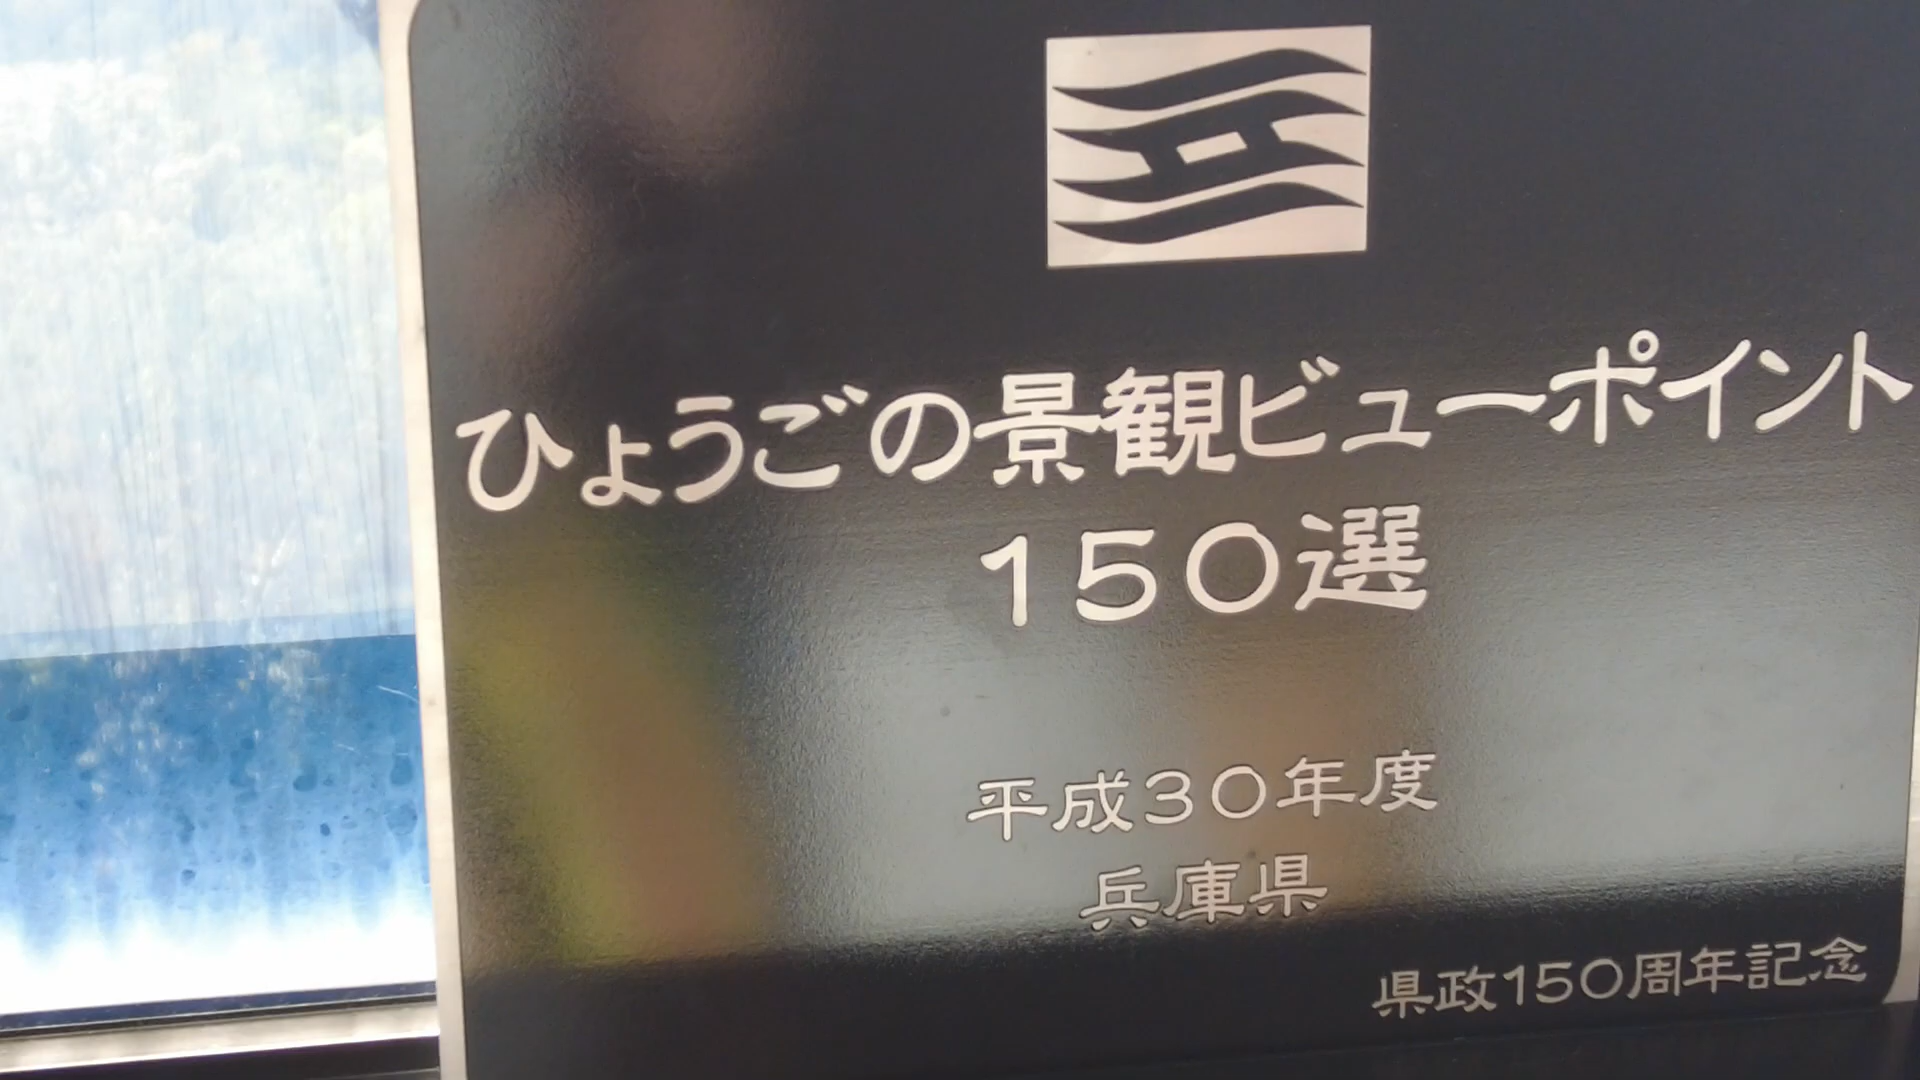 ひょうごの景観ビューポイント
150選
平成30年度
兵庫県
県政150周年記念